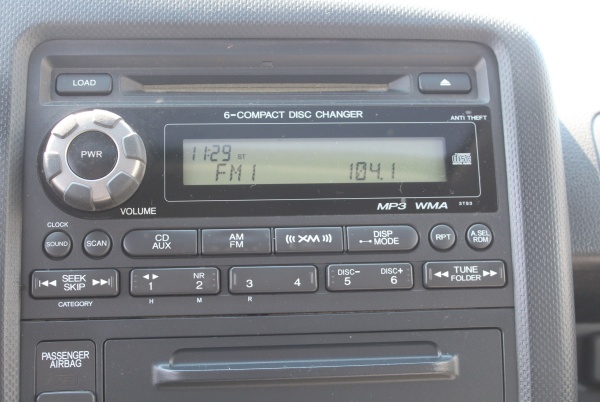 LOAD
6-COMPACT DISC CHANGER
ANTI THEFT
PWR
11:29 ST
FM1 104.1
VOLUME
MP3 WMA
CLOCK
SOUND
SCAN
CD
AUX
AM
FM
((( XM )))
DISP
MODE
RPT
A.SEL
RDM
SEEK
SKIP
CATEGORY
1
NR
2
H M
3 4
R
DISC- DISC+
5 6
TUNE
FOLDER
PASSENGER
AIRBAG